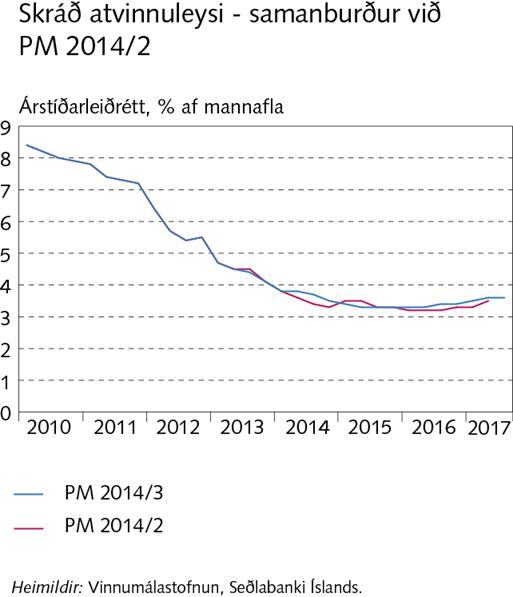 Skráð atvinnuleysi - samanburður við
PM 2014/2
Árstíðarleiðrétt, % af mannafla
9
8
7
6
5
4
3
2
1
0
2010 2011 2012 2013 2014 2015 2016 2017
PM 2014/3
PM 2014/2
Heimildir: Vinnumálastofnun, Seðlabanki Íslands.